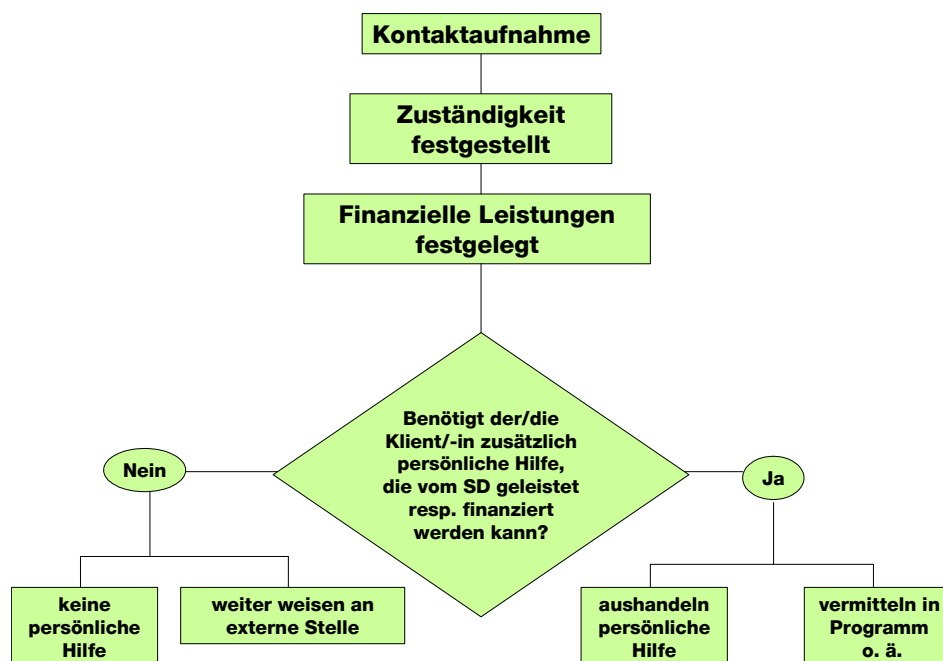 Kontaktaufnahme
Zuständigkeit
festgestellt
Finanzielle Leistungen
festgelegt
Benötigt der/die
Klient/-in zusätzlich
persönliche Hilfe,
die vom SD geleistet
resp. finanziert
werden kann?
Nein
Ja
keine
persönliche
Hilfe
weiter weisen an
externe Stelle
aushandeln
persönliche
Hilfe
vermitteln in
Programm
o. ä.